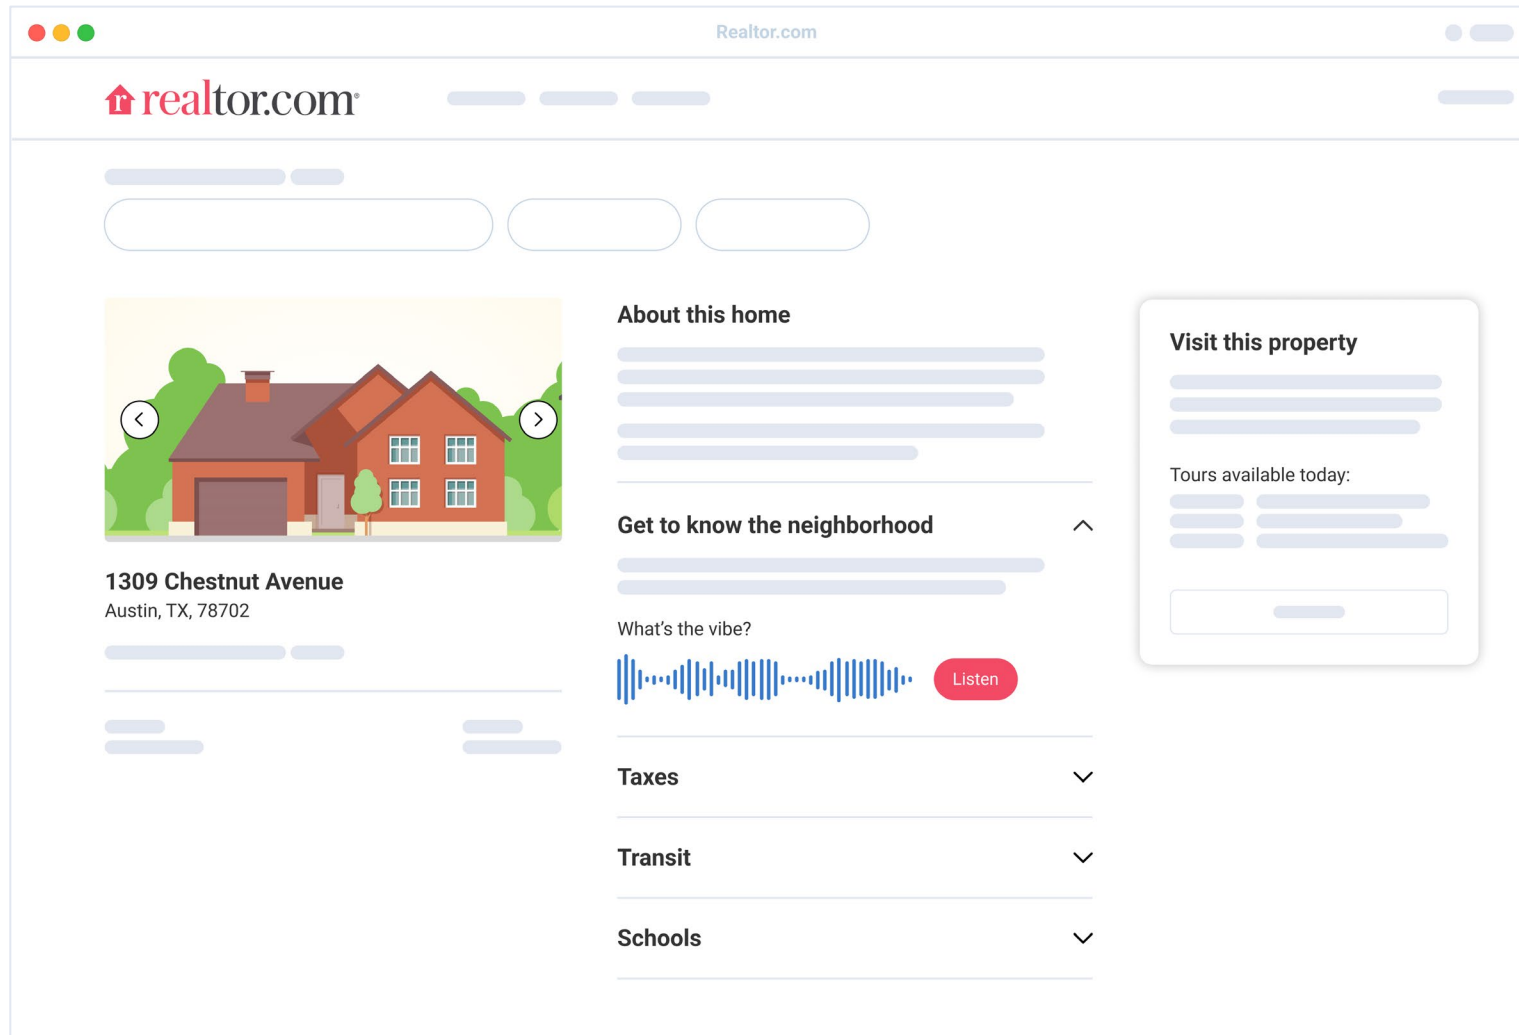 Realtor.com
realtor.com®
1309 Chestnut Avenue
Austin, TX, 78702
About this home
Get to know the neighborhood
What's the vibe?
Listen
Taxes
Transit
Schools
Visit this property
Tours available today: